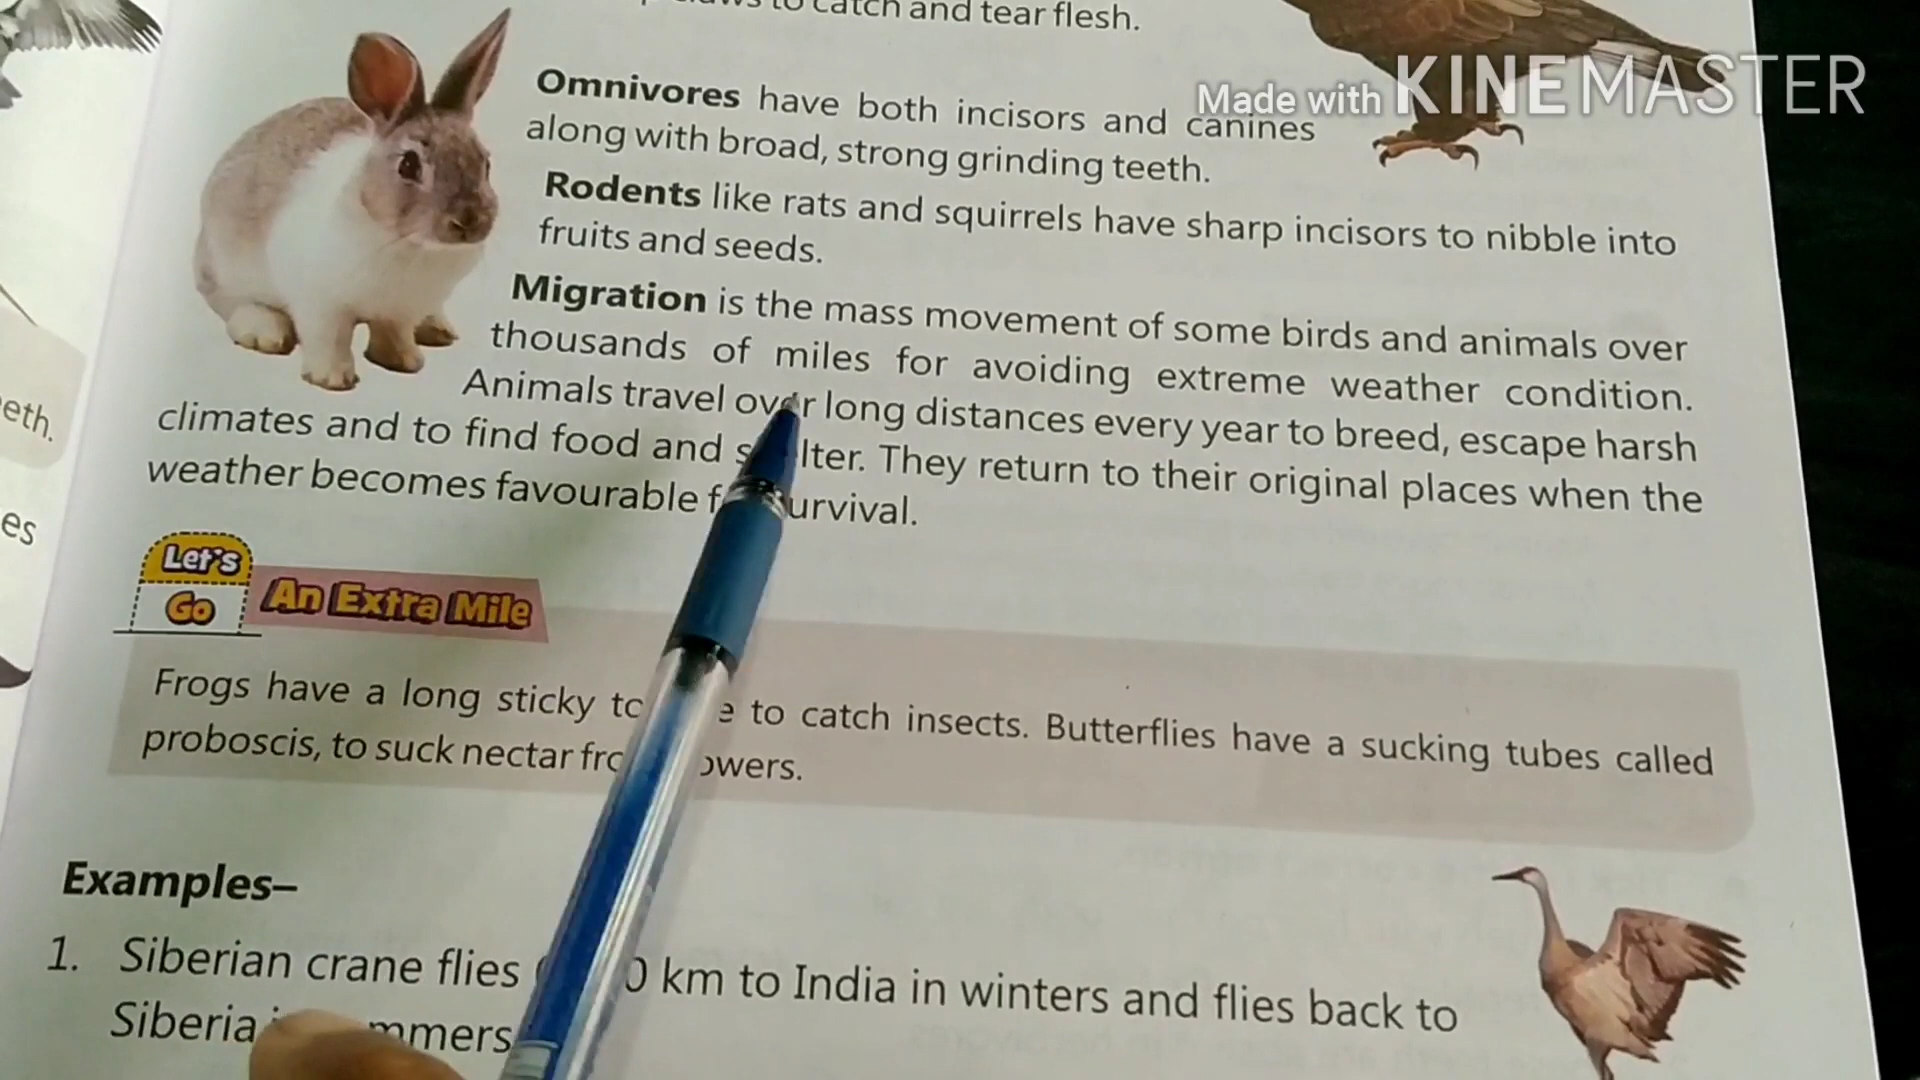 to catch and tear flesh.
Made with KINEMASTER
Omnivores have both incisors and canines
along with broad, strong grinding teeth.
Rodents like rats and squirrels have sharp incisors to nibble into
fruits and seeds.
Migration is the mass movement of some birds and animals over
thousands of miles for avoiding extreme weather condition.
Animals travel over long distances every year to breed, escape harsh
climates and to find food and lter. They return to their original places when the
weather becomes favourable f urvival.
eth.
es
Let's
Go
An Extra Mile
Frogs have a long sticky to e to catch insects. Butterflies have a sucking tubes called
proboscis, to suck nectar fro owers.
Examples–
1. Siberian crane flies 0 km to India in winters and flies back to
Siberia mmers